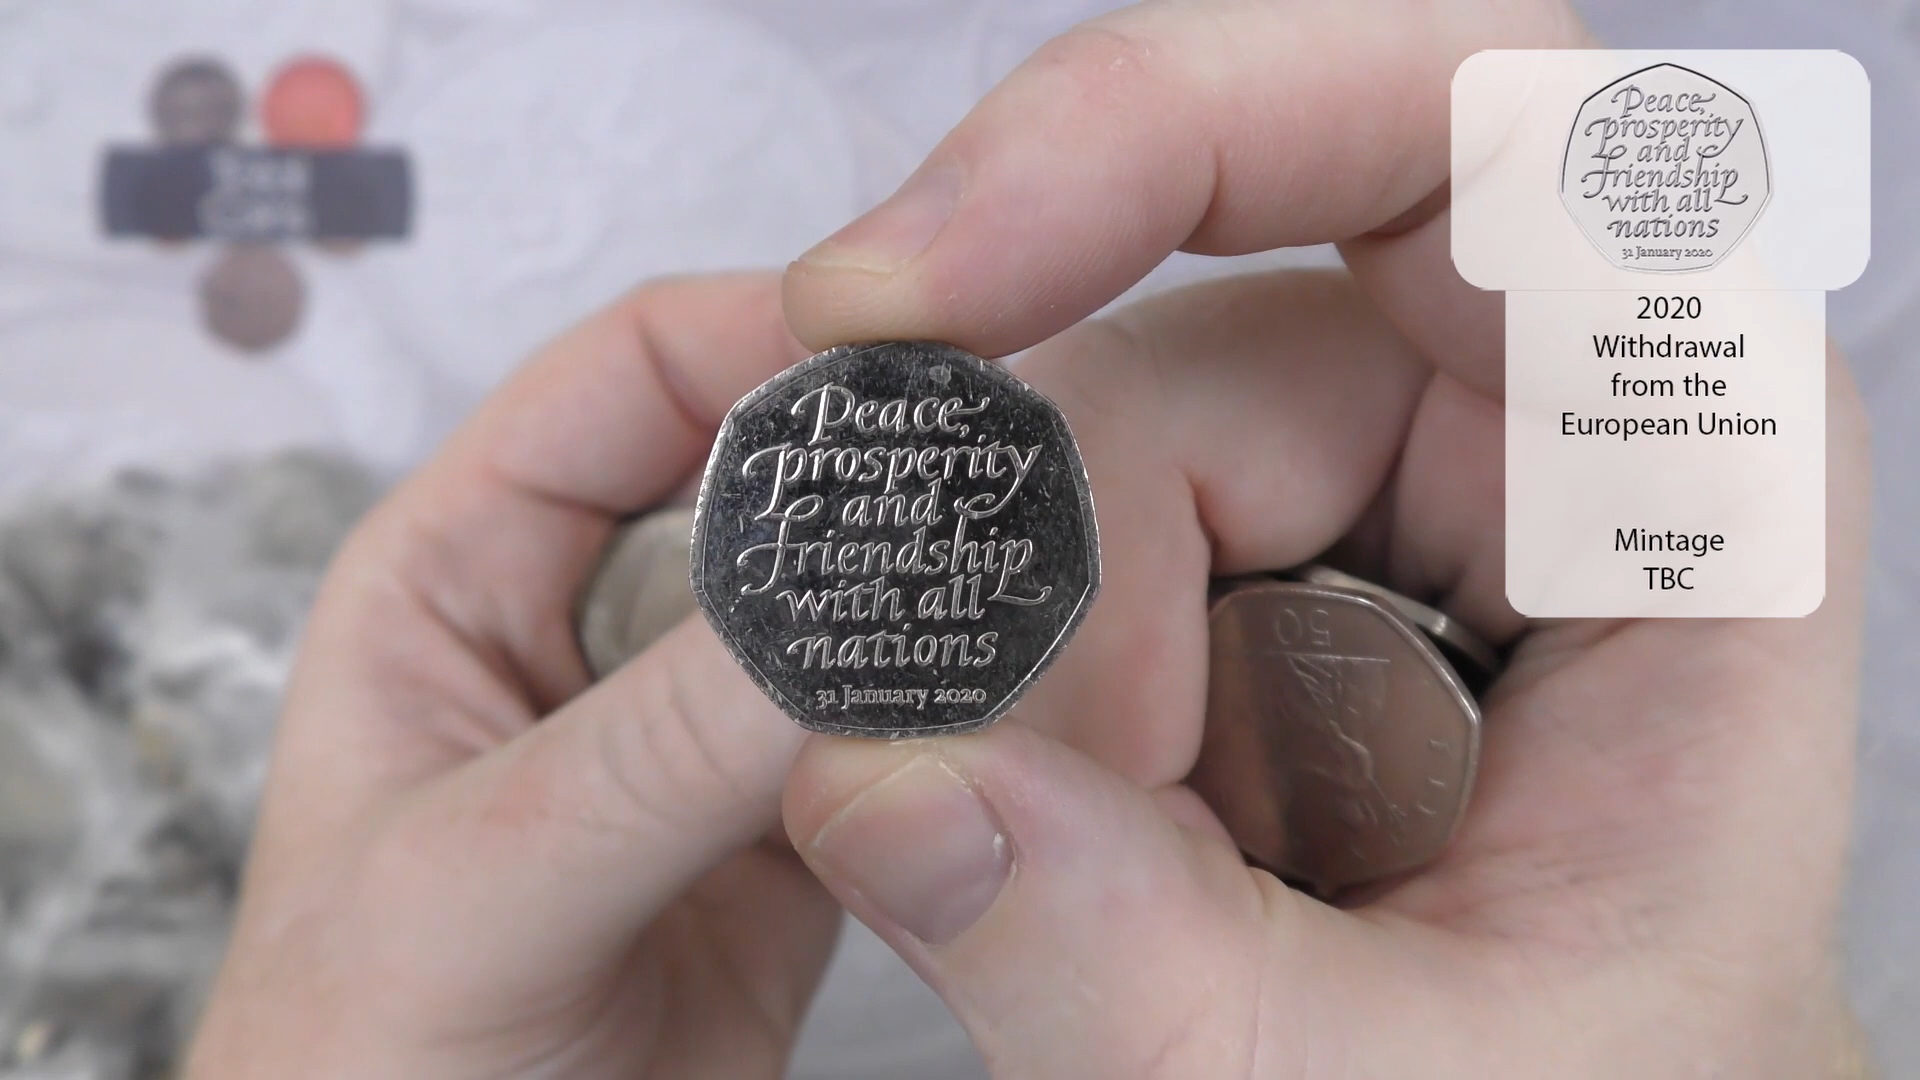 Peace,
prosperity
and
friendship
with all
nations
31 January 2020
Peace,
prosperity
and
friendship
with all
nations
31 January 2020
2020
Withdrawal
from the
European Union
Mintage
TBC
50